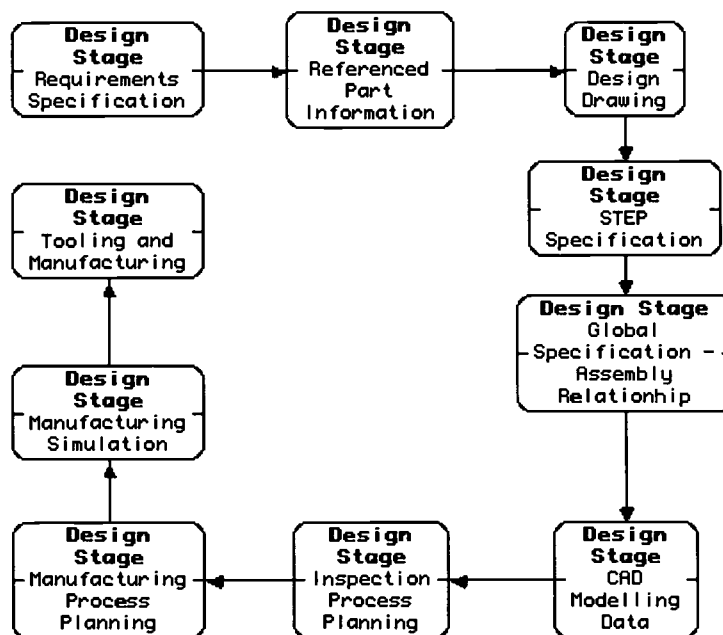 Design
Stage
Requirements
Specification
Design
Stage
Referenced
Part
Information
Design
Stage
Design
Drawing
Design
Stage
STEP
Specification
Design Stage
Global
Specification -
Assembly
Relationhip
CAD
Design
Stage
Modelling
Data
Design
Stage
Inspection
Process
Planning
Design
Stage
Manufacturing
Process
Planning
Design
Stage
Manufacturing
Simulation
Design
Stage
Tooling and
Manufacturing